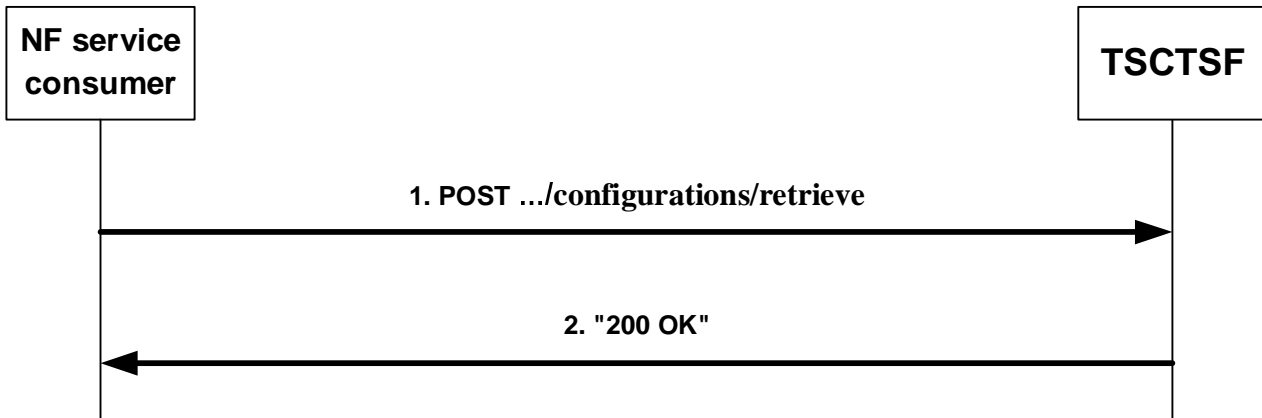 NF service
consumer
TSCTSF
1. POST .../configurations/retrieve
2. "200 OK"